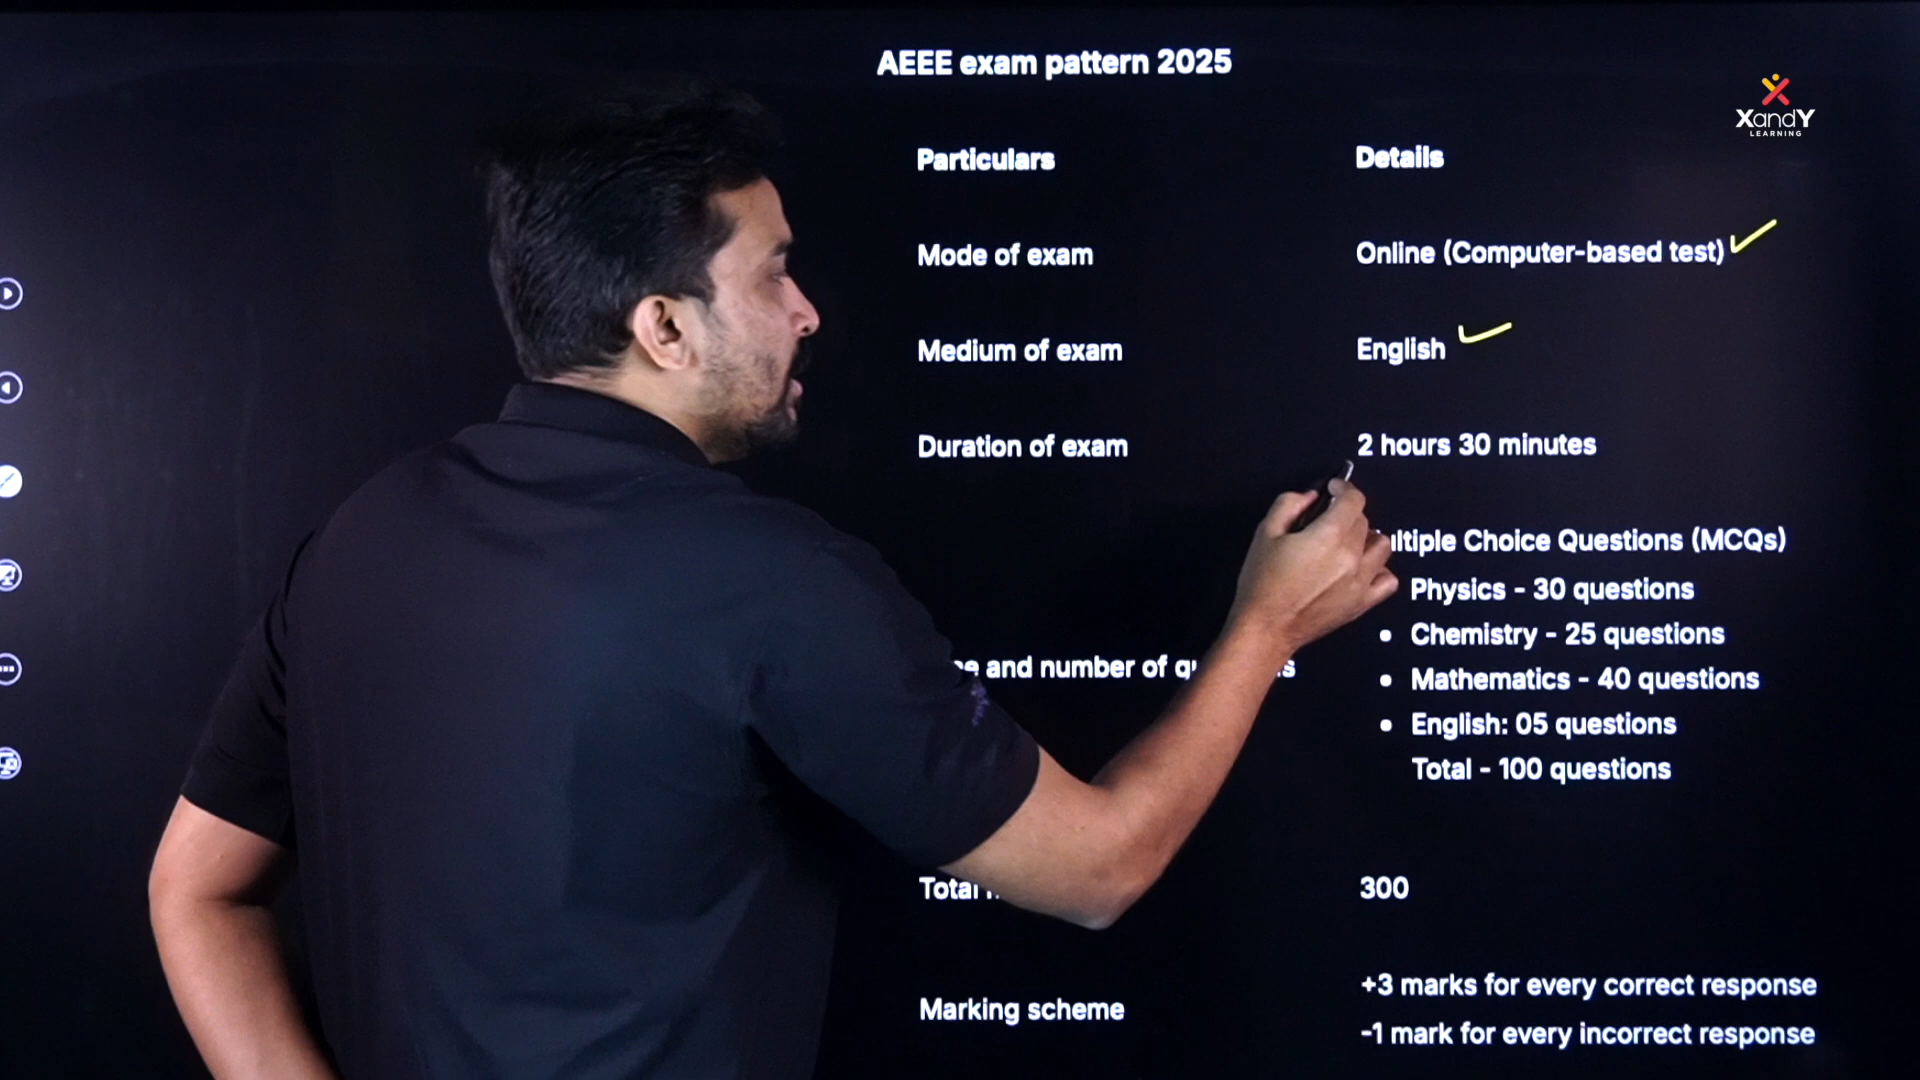 AEEE exam pattern 2025
XandY
LEARNING
Particulars Details
Mode of exam Online (Computer-based test)
Medium of exam English
Duration of exam 2 hours 30 minutes
Choice Questions (MCQs)
Physics - 30 questions
• Chemistry - 25 questions
and number of
• Mathematics - 40 questions
• English: 05 questions
Total - 100 questions
Total 300
Marking scheme +3 marks for every correct response
-1 mark for every incorrect response